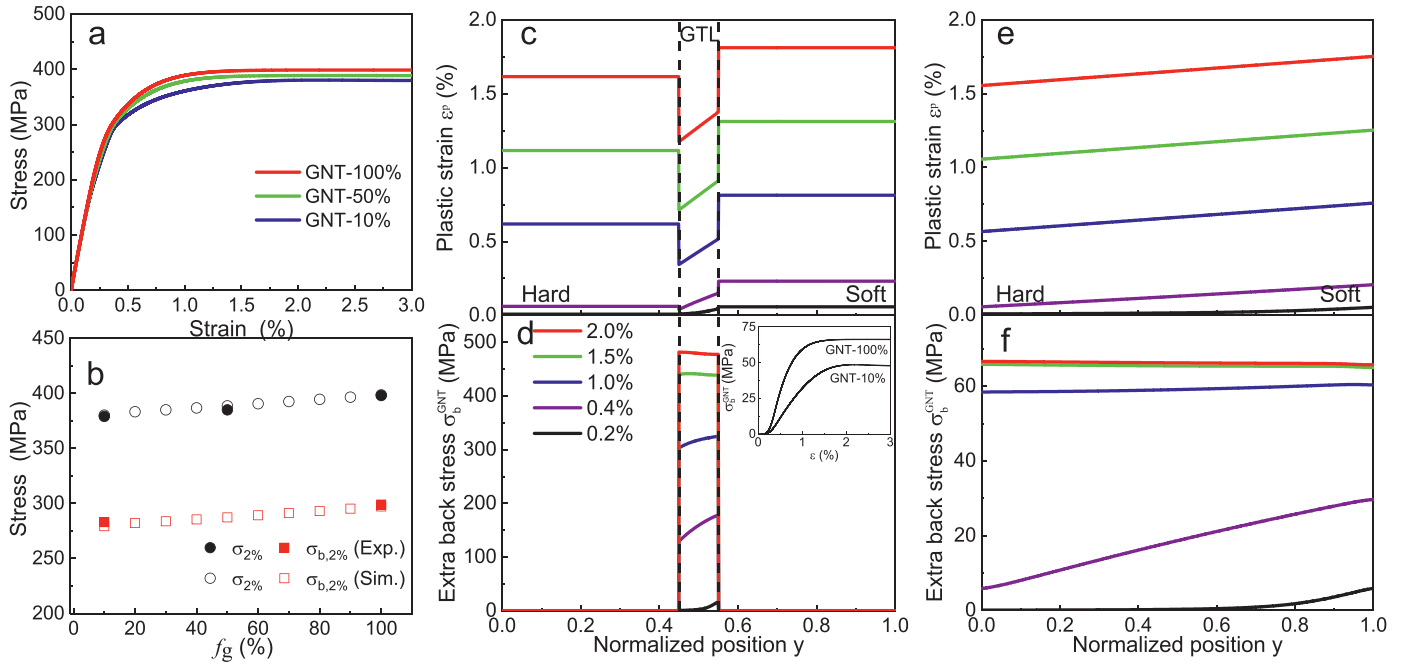 a
Stress (MPa)
500
400
300
200
100
0
GNT-100%
GNT-50%
GNT-10%
0.0 0.5 1.0 1.5 2.0 2.5 3.0
Strain (%)
b
Stress (MPa)
450
400
350
300
250
200
σ2% σb,2% (Exp.)
σ2% σb,2% (Sim.)
0 20 40 60 80 100
fg (%)
c
GTL
Plastic strain εp (%)
2.0
1.5
1.0
0.5
0.0
Hard Soft
d
Extra back stress σbGNT (MPa)
500
400
300
200
100
0
2.0%
1.5%
1.0%
0.4%
0.2%
σbGNT (MPa)
75
50
25
0
GNT-100%
GNT-10%
0 1 2 3
ε (%)
0.0 0.2 0.4 0.6 0.8 1.0
Normalized position y
e
Plastic strain εp (%)
2.0
1.5
1.0
0.5
0.0
Hard Soft
f
Extra back stress σbGNT (MPa)
60
40
20
0
0.0 0.2 0.4 0.6 0.8 1.0
Normalized position y